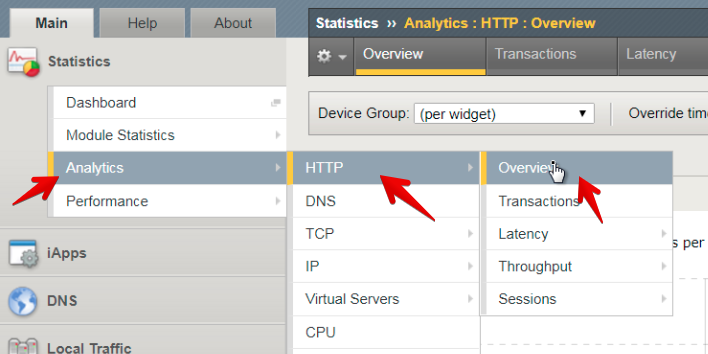 Main
Help
About
Statistics ›› Analytics : HTTP : Overview
Overview
Transactions
Latency
Statistics
Dashboard
Module Statistics
Analytics
Performance
Device Group: (per widget)
Override tim
HTTP
DNS
TCP
IP
Virtual Servers
CPU
Overview
Transactions
Latency
Throughput
Sessions
s per
iApps
DNS
Local Traffic